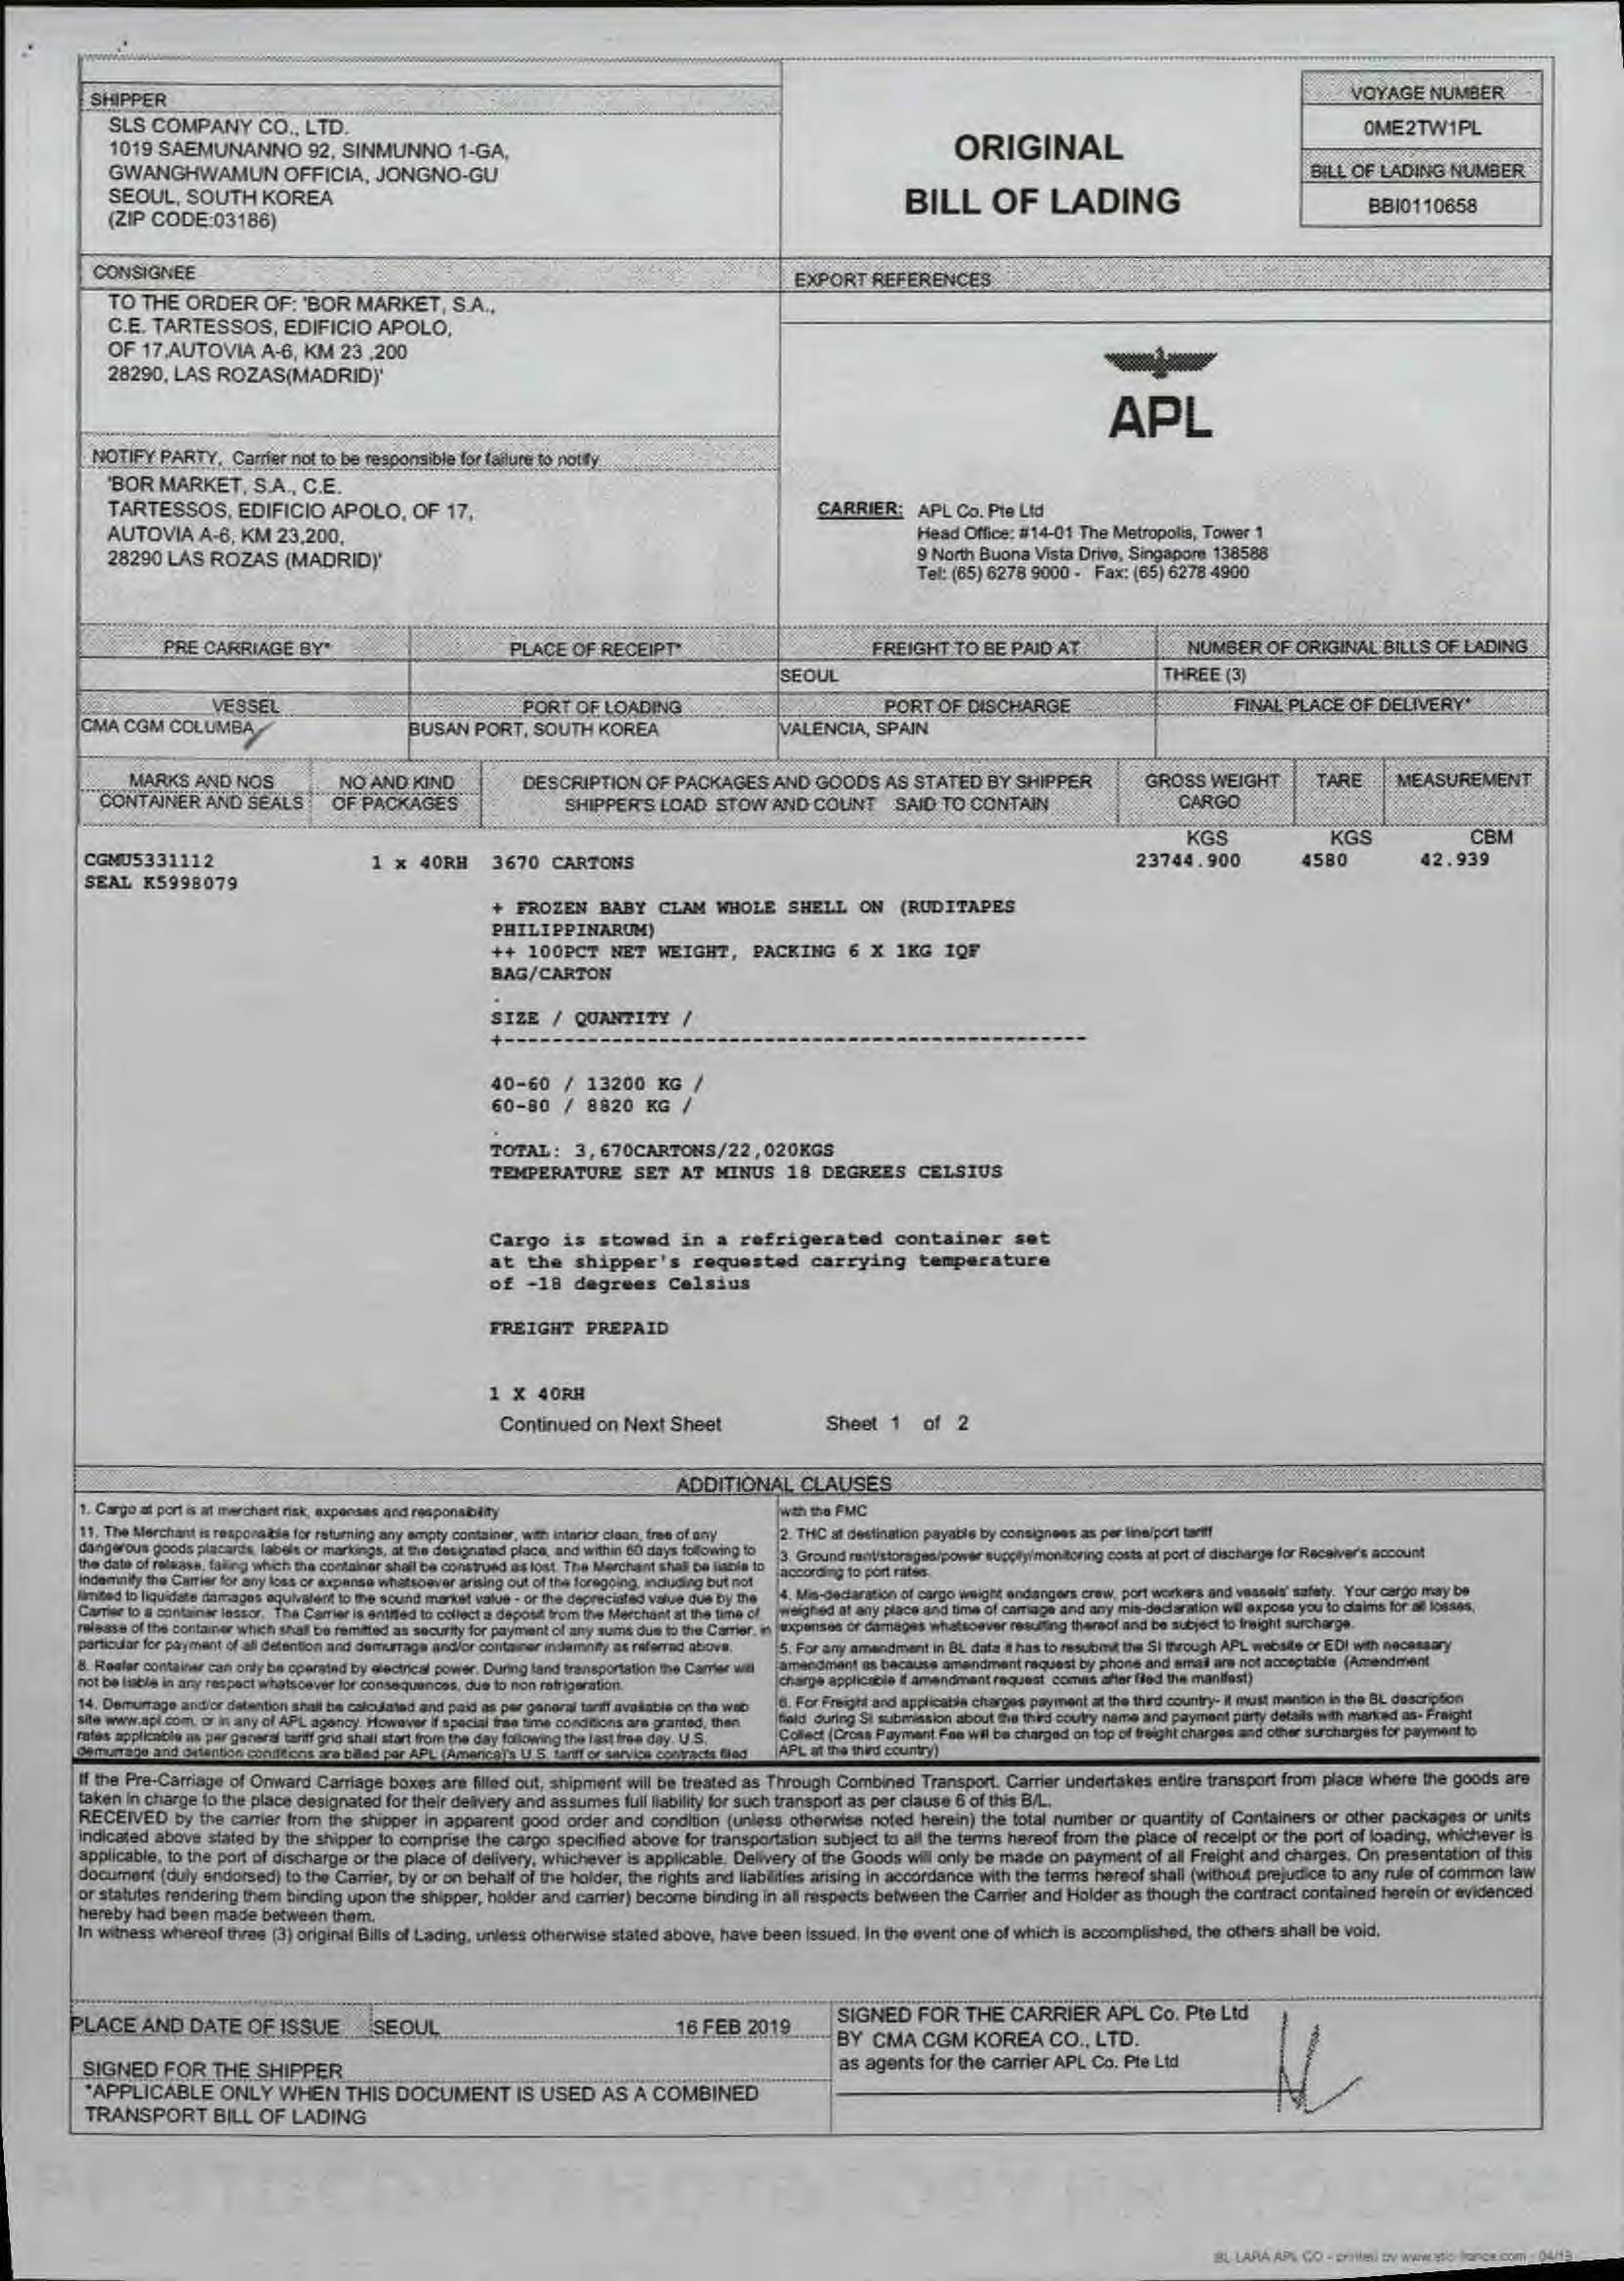 SHIPPER
SLS COMPANY CO., LTD.
1019 SAEMUNANNO 92, SINMUNNO 1-GA,
GWANGHWAMUN OFFICIA, JONGNO-GU
SEOUL, SOUTH KOREA
(ZIP CODE:03186)
ORIGINAL
BILL OF LADING
VOYAGE NUMBER
0ME2TW1PL
BILL OF LADING NUMBER
BBI0110658
CONSIGNEE
TO THE ORDER OF: 'BOR MARKET, S.A.,
C.E. TARTESSOS, EDIFICIO APOLO,
OF 17,AUTOVIA A-6, KM 23 ,200
28290, LAS ROZAS(MADRID)'
EXPORT REFERENCES
APL
NOTIFY PARTY, Carrier not to be responsible for failure to notify
'BOR MARKET, S.A., C.E.
TARTESSOS, EDIFICIO APOLO, OF 17,
AUTOVIA A-6, KM 23,200,
28290 LAS ROZAS (MADRID)'
CARRIER: APL Co. Pte Ltd
Head Office: #14-01 The Metropolis, Tower 1
9 North Buona Vista Drive, Singapore 138588
Tel: (65) 6278 9000 - Fax: (65) 6278 4900
PRE CARRIAGE BY* PLACE OF RECEIPT* FREIGHT TO BE PAID AT NUMBER OF ORIGINAL BILLS OF LADING
SEOUL THREE (3)
VESSEL PORT OF LOADING PORT OF DISCHARGE FINAL PLACE OF DELIVERY*
CMA CGM COLUMBA BUSAN PORT, SOUTH KOREA VALENCIA, SPAIN
MARKS AND NOS NO AND KIND DESCRIPTION OF PACKAGES AND GOODS AS STATED BY SHIPPER GROSS WEIGHT TARE MEASUREMENT
CONTAINER AND SEALS OF PACKAGES SHIPPER'S LOAD STOW AND COUNT SAID TO CONTAIN CARGO
KGS KGS CBM
CGMU5331112 1 x 40RH 3670 CARTONS 23744.900 4580 42.939
SEAL K5998079
+ FROZEN BABY CLAM WHOLE SHELL ON (RUDITAPES
PHILIPPINARUM)
++ 100PCT NET WEIGHT, PACKING 6 X 1KG IQF
BAG/CARTON
.
SIZE / QUANTITY /
+--------------------------------------------------
40-60 / 13200 KG /
60-80 / 8820 KG /
.
TOTAL: 3,670CARTONS/22,020KGS
TEMPERATURE SET AT MINUS 18 DEGREES CELSIUS
Cargo is stowed in a refrigerated container set
at the shipper's requested carrying temperature
of -18 degrees Celsius
FREIGHT PREPAID
1 X 40RH
Continued on Next Sheet Sheet 1 of 2
ADDITIONAL CLAUSES
1. Cargo at port is at merchant risk, expenses and responsibility
11. The Merchant is responsible for returning any empty container, with interior clean, free of any
dangerous goods placards, labels or markings, at the designated place, and within 60 days following to
the date of release, failing which the container shall be construed as lost. The Merchant shall be liable to
indemnify the Carrier for any loss or expense whatsoever arising out of the foregoing, including but not
limited to liquidate damages equivalent to the sound market value - or the depreciated value due by the
Carrier to a container lessor. The Carrier is entitled to collect a deposit from the Merchant at the time of
release of the container which shall be remitted as security for payment of any sums due to the Carrier, in
particular for payment of all detention and demurrage and/or container indemnity as referred above.
8. Reefer container can only be operated by electrical power. During land transportation the Carrier will
not be liable in any respect whatsoever for consequences, due to non refrigeration.
14. Demurrage and/or detention shall be calculated and paid as per general tariff available on the web
site www.apl.com, or in any of APL agency. However if special free time conditions are granted, then
rates applicable as per general tariff grid shall start from the day following the last free day. U.S.
demurrage and detention conditions are billed per APL (America)'s U.S. tariff or service contracts filed
with the FMC
2. THC at destination payable by consignees as per line/port tariff
3. Ground rent/storages/power supply/monitoring costs at port of discharge for Receiver's account
according to port rates.
4. Mis-declaration of cargo weight endangers crew, port workers and vessels' safety. Your cargo may be
weighed at any place and time of carriage and any mis-declaration will expose you to claims for all losses,
expenses or damages whatsoever resulting thereof and be subject to freight surcharge.
5. For any amendment in BL data it has to resubmit the SI through APL website or EDI with necessary
amendment as because amendment request by phone and email are not acceptable (Amendment
charge applicable if amendment request comes after filed the manifest)
6. For Freight and applicable charges payment at the third country- it must mention in the BL description
field during SI submission about the third coutry name and payment party details with marked as- Freight
Collect (Cross Payment Fee will be charged on top of freight charges and other surcharges for payment to
APL at the third country)
If the Pre-Carriage of Onward Carriage boxes are filled out, shipment will be treated as Through Combined Transport. Carrier undertakes entire transport from place where the goods are
taken in charge to the place designated for their delivery and assumes full liability for such transport as per clause 6 of this B/L.
RECEIVED by the carrier from the shipper in apparent good order and condition (unless otherwise noted herein) the total number or quantity of Containers or other packages or units
indicated above stated by the shipper to comprise the cargo specified above for transportation subject to all the terms hereof from the place of receipt or the port of loading, whichever is
applicable, to the port of discharge or the place of delivery, whichever is applicable. Delivery of the Goods will only be made on payment of all Freight and charges. On presentation of this
document (duly endorsed) to the Carrier, by or on behalf of the holder, the rights and liabilities arising in accordance with the terms hereof shall (without prejudice to any rule of common law
or statutes rendering them binding upon the shipper, holder and carrier) become binding in all respects between the Carrier and Holder as though the contract contained herein or evidenced
hereby had been made between them.
In witness whereof three (3) original Bills of Lading, unless otherwise stated above, have been issued. In the event one of which is accomplished, the others shall be void.
PLACE AND DATE OF ISSUE SEOUL 16 FEB 2019
SIGNED FOR THE SHIPPER
*APPLICABLE ONLY WHEN THIS DOCUMENT IS USED AS A COMBINED
TRANSPORT BILL OF LADING
SIGNED FOR THE CARRIER APL Co. Pte Ltd
BY CMA CGM KOREA CO., LTD.
as agents for the carrier APL Co. Pte Ltd
BL LARA APL CO - printed by